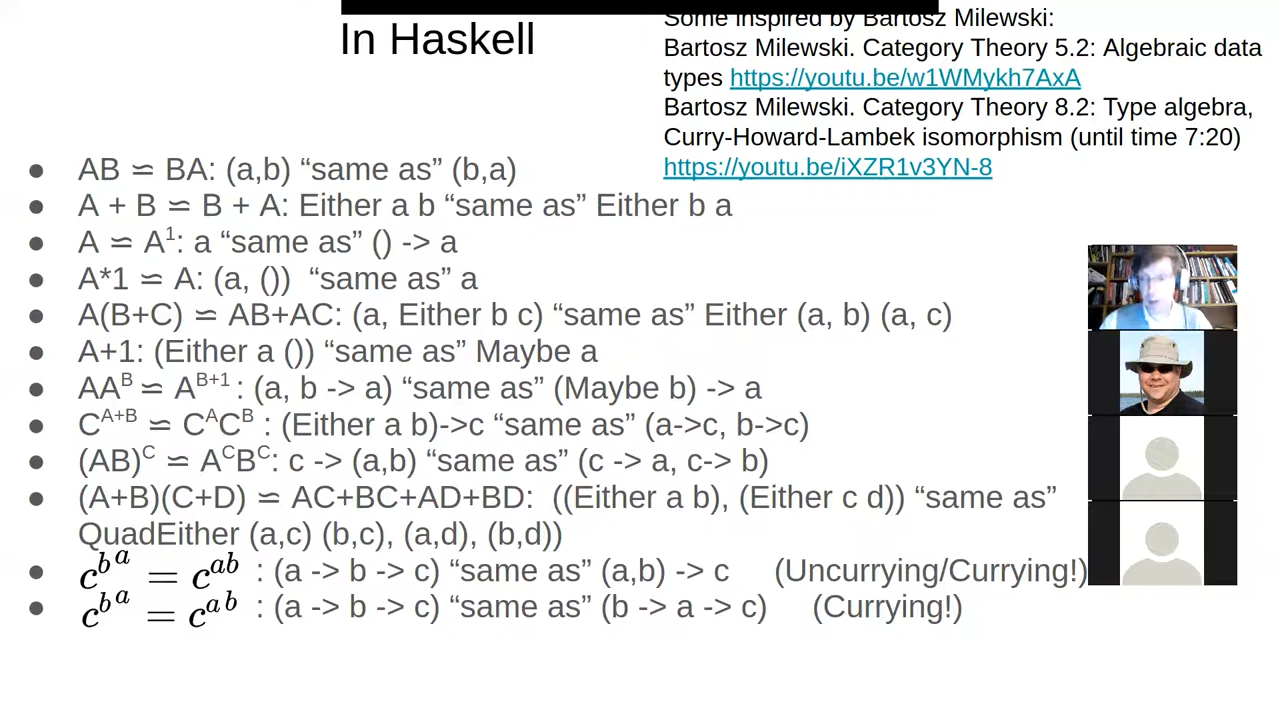 In Haskell
Some inspired by Bartosz Milewski:
Bartosz Milewski. Category Theory 5.2: Algebraic data
types https://youtu.be/w1WMykh7AxA
Bartosz Milewski. Category Theory 8.2: Type algebra,
Curry-Howard-Lambek isomorphism (until time 7:20)
https://youtu.be/iXZR1v3YN-8
● AB ⋍ BA: (a,b) “same as” (b,a)
● A + B ⋍ B + A: Either a b “same as” Either b a
● A ⋍ A¹: a “same as” () -> a
● A*1 ⋍ A: (a, ()) “same as” a
● A(B+C) ⋍ AB+AC: (a, Either b c) “same as” Either (a, b) (a, c)
● A+1: (Either a ()) “same as” Maybe a
● AA^B ⋍ A^B+1 : (a, b -> a) “same as” (Maybe b) -> a
● C^A+B ⋍ C^AC^B : (Either a b)->c “same as” (a->c, b->c)
● (AB)^C ⋍ A^CB^C: c -> (a,b) “same as” (c -> a, c-> b)
● (A+B)(C+D) ⋍ AC+BC+AD+BD: ((Either a b), (Either c d)) “same as”
QuadEither (a,c) (b,c), (a,d), (b,d))
● c^b^a = c^ab : (a -> b -> c) “same as” (a,b) -> c (Uncurrying/Currying!)
● c^b^a = c^a^b : (a -> b -> c) “same as” (b -> a -> c) (Currying!)